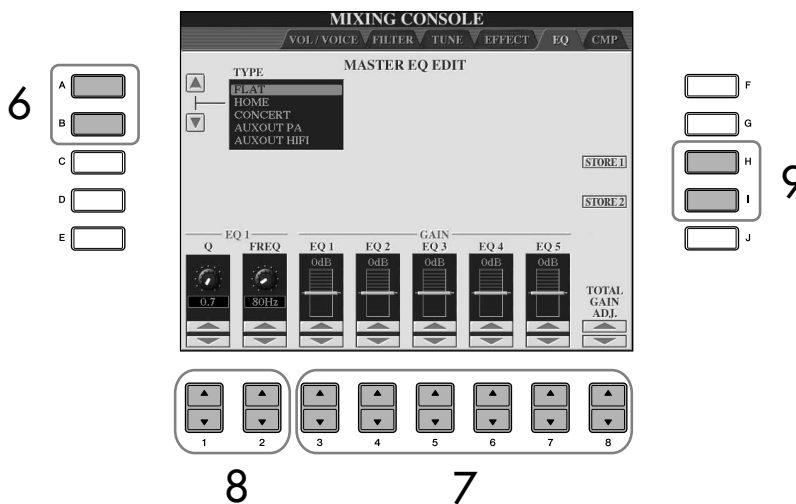 MIXING CONSOLE
VOL / VOICE FILTER TUNE EFFECT EQ CMP
MASTER EQ EDIT
TYPE
FLAT
HOME
CONCERT
AUXOUT PA
AUXOUT HIFI
6
A
B
C
D
E
F
G
H
I
J
9
STORE 1
STORE 2
EQ 1
Q FREQ
0.7 80Hz
GAIN
EQ 1 EQ 2 EQ 3 EQ 4 EQ 5
0dB 0dB 0dB 0dB 0dB
TOTAL
GAIN
ADJ.
1 2 3 4 5 6 7 8
8 7